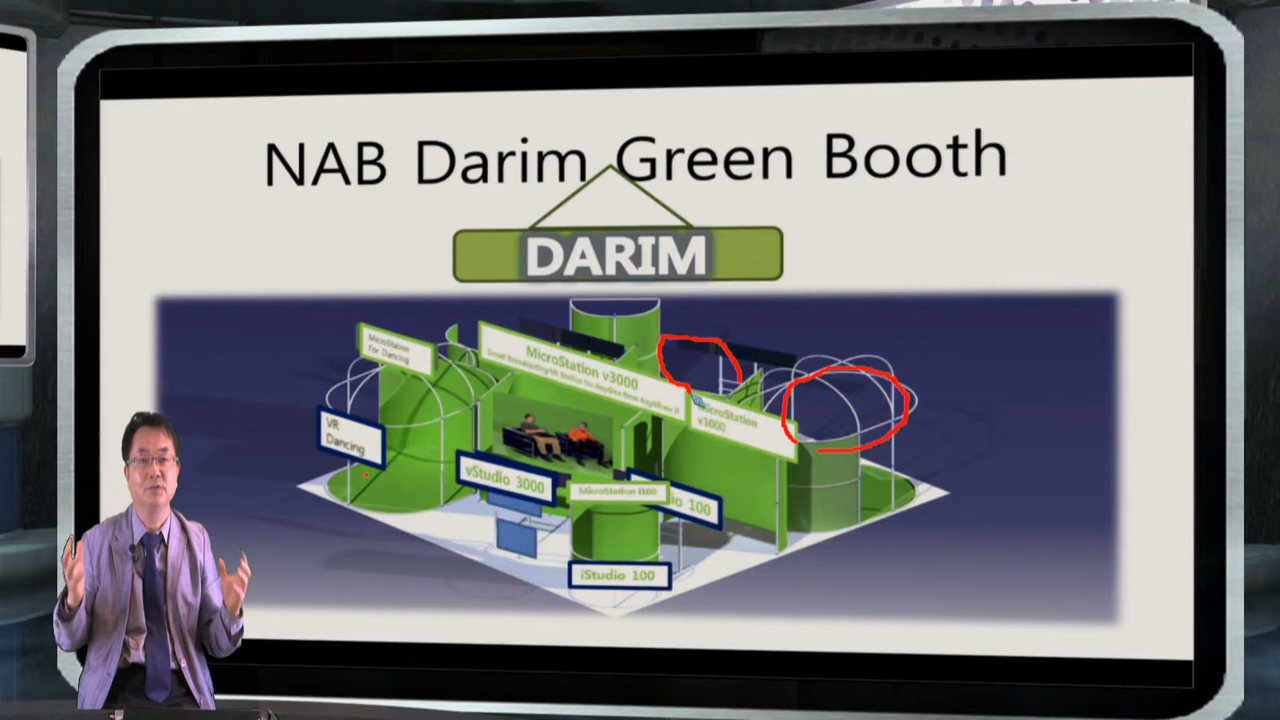 NAB Darim Green Booth
DARIM
MicroStation
For Dancing
MicroStation v3000
MicroStation
v1000
VR
Dancing
vStudio 3000
MicroStation i100
io 100
iStudio 100